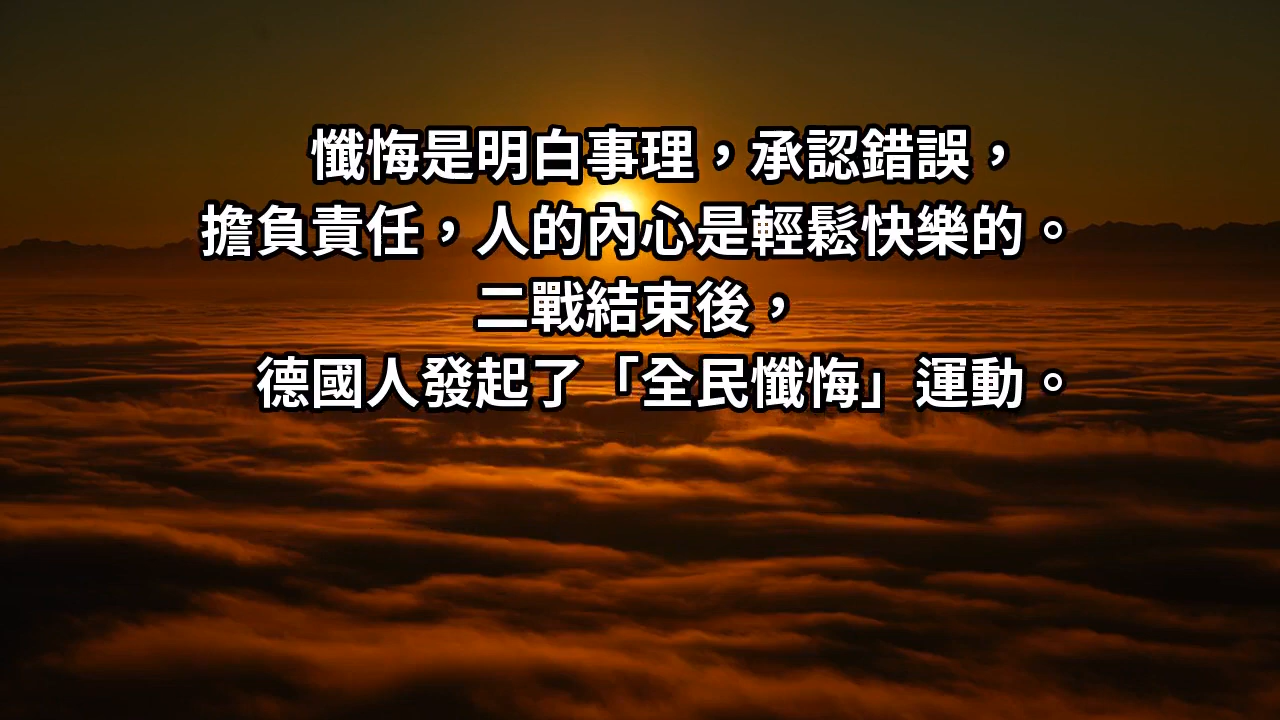 懺悔是明白事理，承認錯誤，
擔負責任，人的內心是輕鬆快樂的。
二戰結束後，
德國人發起了「全民懺悔」運動。